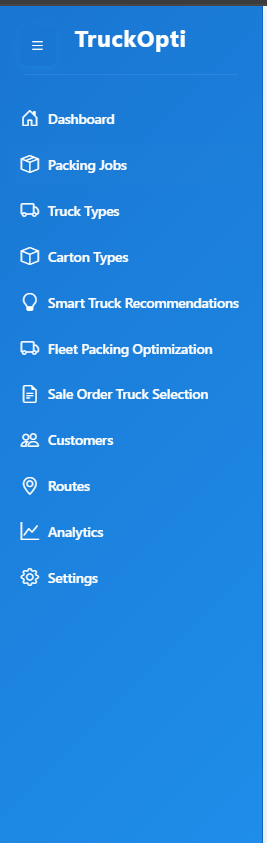 TruckOpti
Dashboard
Packing Jobs
Truck Types
Carton Types
Smart Truck Recommendations
Fleet Packing Optimization
Sale Order Truck Selection
Customers
Routes
Analytics
Settings